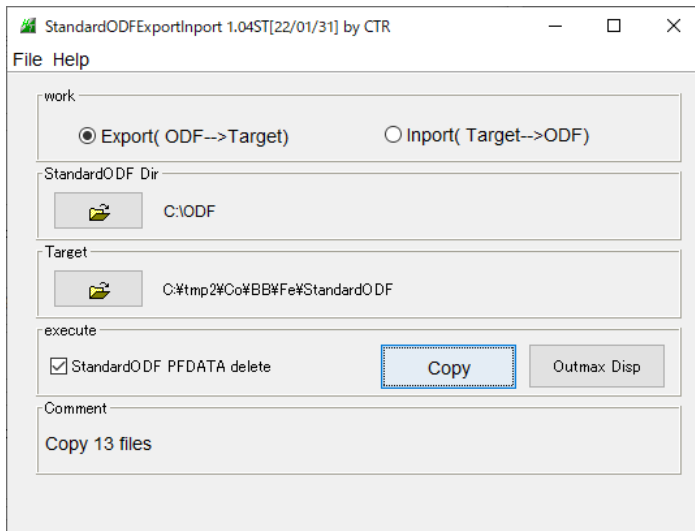 StandardODFExportInport 1.04ST[22/01/31] by CTR
File Help
work
Export( ODF-->Target) Inport( Target-->ODF)
StandardODF Dir
C:\ODF
Target
C:¥tmp2¥Co¥BB¥Fe¥StandardODF
execute
StandardODF PFDATA delete Copy Outmax Disp
Comment
Copy 13 files